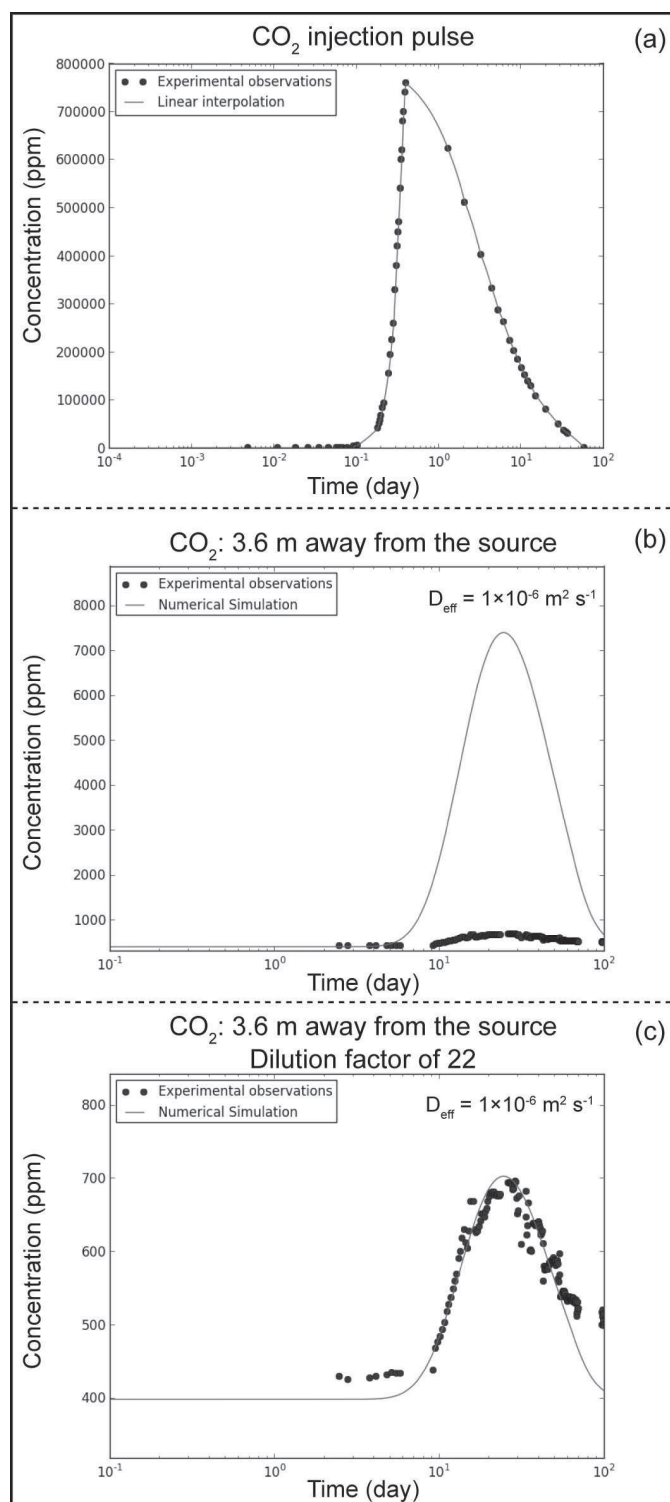 CO₂ injection pulse
(a)
Experimental observations
Linear interpolation
Concentration (ppm)
800000
700000
600000
500000
400000
300000
200000
100000
0
10⁻⁴
10⁻³
10⁻²
10⁻¹
10⁰
10¹
10²
Time (day)
CO₂: 3.6 m away from the source
(b)
Experimental observations
Numerical Simulation
D_eff = 1×10⁻⁶ m² s⁻¹
Concentration (ppm)
8000
7000
6000
5000
4000
3000
2000
1000
10⁻¹
10⁰
10¹
10²
Time (day)
CO₂: 3.6 m away from the source
(c)
Dilution factor of 22
Experimental observations
Numerical Simulation
D_eff = 1×10⁻⁶ m² s⁻¹
Concentration (ppm)
800
700
600
500
400
10⁻¹
10⁰
10¹
10²
Time (day)